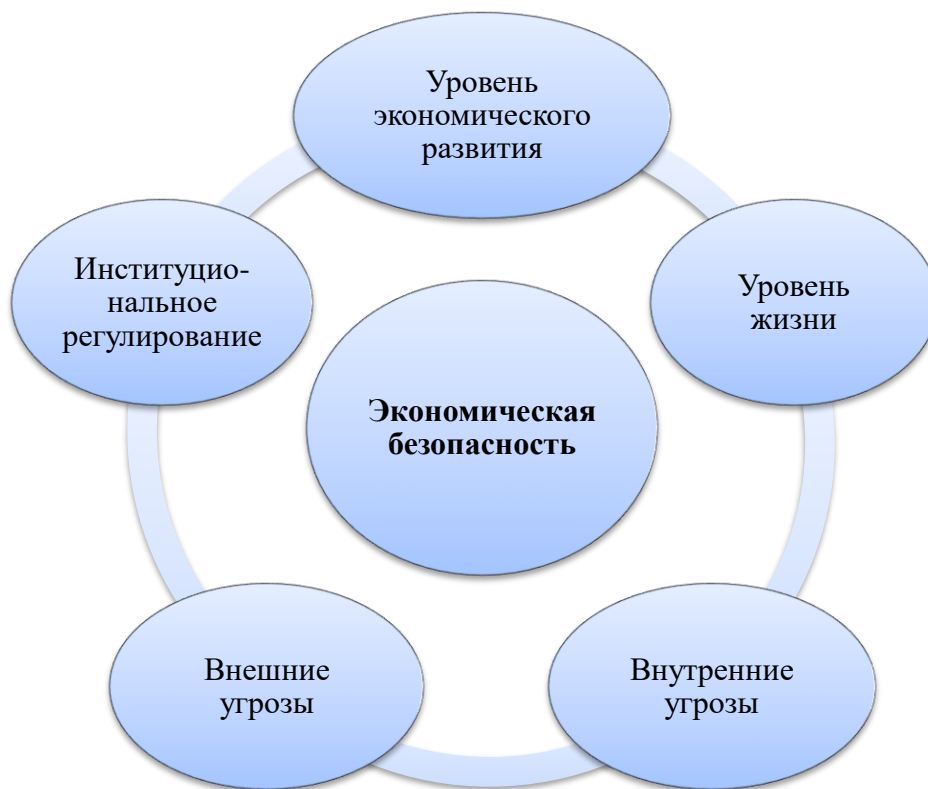 Уровень
экономического
развития
Институцио-
нальное
регулирование
Уровень
жизни
Экономическая
безопасность
Внешние
угрозы
Внутренние
угрозы